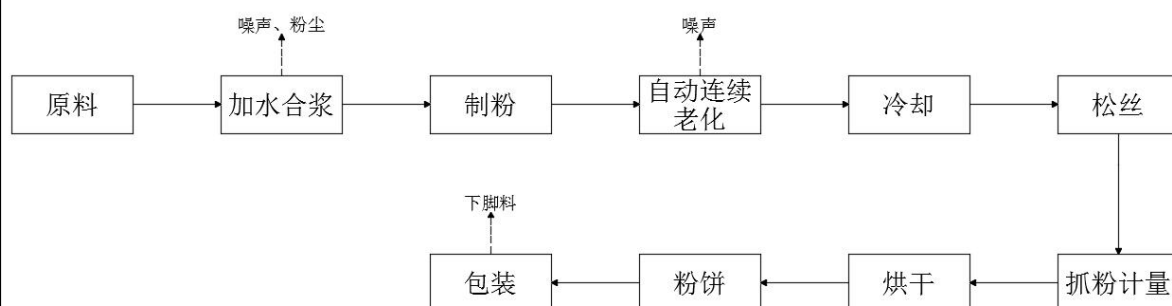 噪声、粉尘
噪声
原料
加水合浆
制粉
自动连续
老化
冷却
松丝
下脚料
包装
粉饼
烘干
抓粉计量